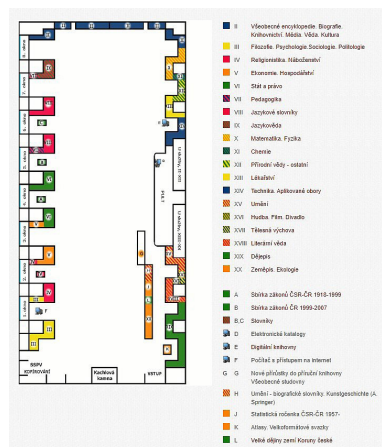 II Všeobecné encyklopedie. Biografie.
Knihovnictví. Média. Věda. Kultura
III Filozofie. Psychologie. Sociologie. Politologie
IV Religionistika. Náboženství
V Ekonomie. Hospodářství
VI Stát a právo
VII Pedagogika
VIII Jazykové slovníky
IX Jazykověda
X Matematika. Fyzika
XI Chemie
XII Přírodní vědy - ostatní
XIII Lékařství
XIV Technika. Aplikované obory
XV Umění
XVI Hudba. Film. Divadlo
XVII Tělesná výchova
XVIII Literární věda
XIX Dějepis
XX Zeměpis. Ekologie
A Sbírka zákonů ČSR-ČR 1918-1999
B Sbírka zákonů ČR 1999-2007
B,C Slovníky
D Elektronické katalogy
E Digitální knihovny
F Počítač s přístupem na internet
G G Nové přírůstky do příruční knihovny
Všeobecné studovny
H Umění - biografické slovníky. Kunstgeschichte (A.
Springer)
J Statistická ročenka ČSR-ČR 1957-
K Atlasy. Velkoformátové svazky
L Velké dějiny zemí Koruny české
PULT
SSPV
KOPÍROVÁNÍ
Kachlová
kamna
VSTUP